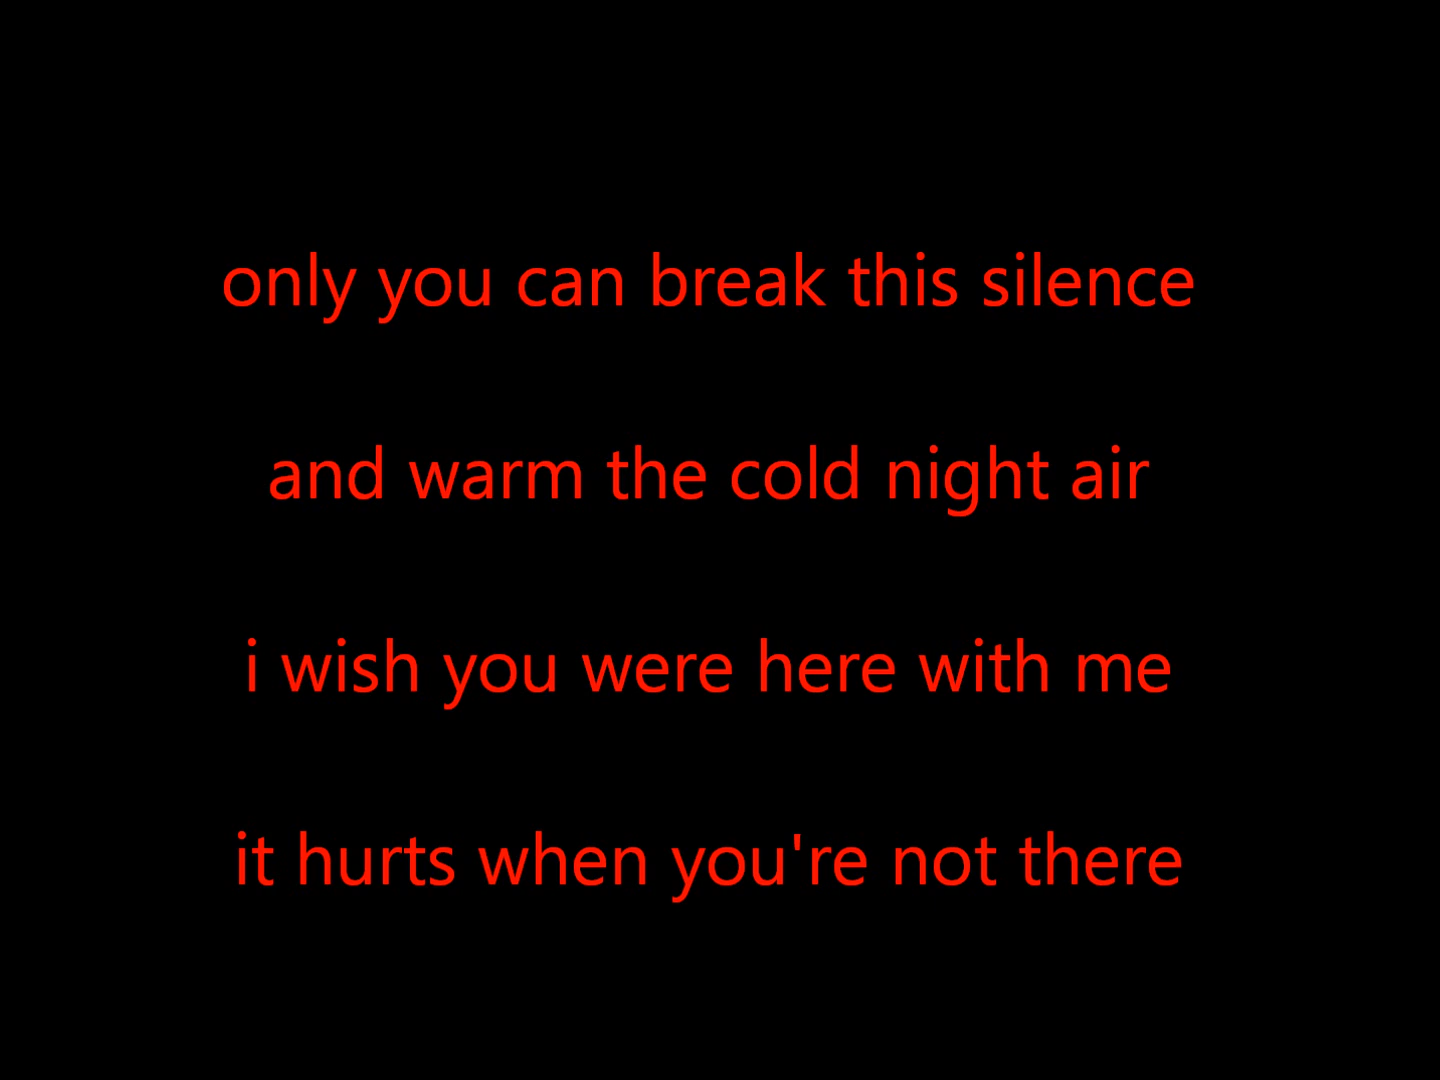 only you can break this silence
and warm the cold night air
i wish you were here with me
it hurts when you're not there